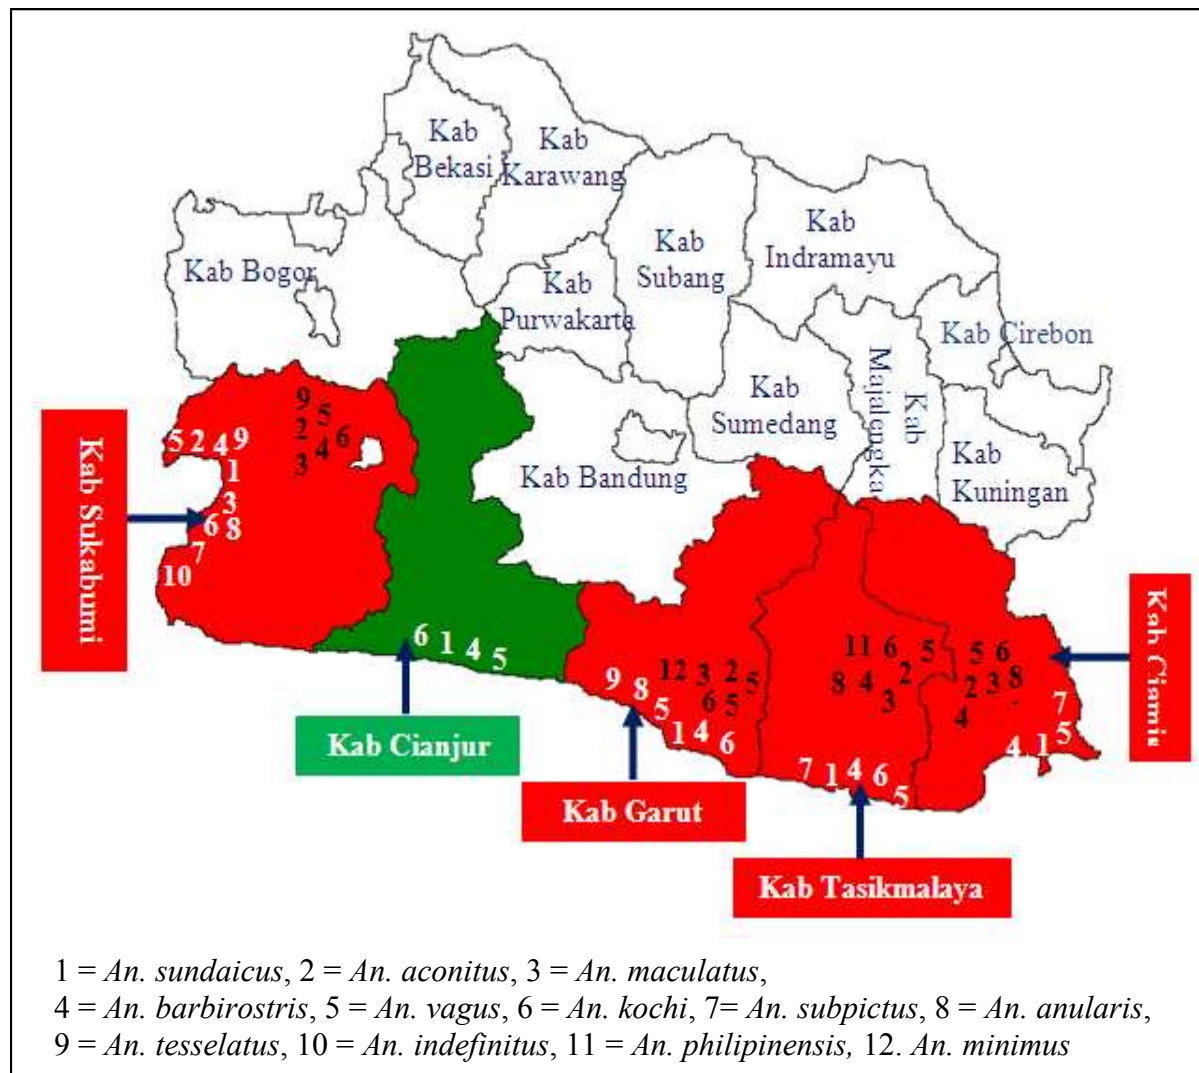 Kab
Bekasi
Kab
Karawang
Kab
Indramayu
Kab
Subang
Kab Bogor
Kab
Purwakarta
Kab Cirebon
Kab
Majalengka
Kab
Sumedang
Kab
Kuningan
Kab Bandung
9
5
2 6
4
3
5 2 4 9
1
3
6 8
7
10
Kab Sukabumi
6 1 4 5
Kab Cianjur
12 3 2 5
6 5
9 8
5
1 4 6
Kab Garut
11 6 5
2
8 4
3
7 1 4 6
5
Kab Tasikmalaya
5 6
2 3 8
4
7
5
4 1
Kab Ciamis
1 = An. sundaicus, 2 = An. aconitus, 3 = An. maculatus,
4 = An. barbirostris, 5 = An. vagus, 6 = An. kochi, 7= An. subpictus, 8 = An. anularis,
9 = An. tesselatus, 10 = An. indefinitus, 11 = An. philipinensis, 12. An. minimus